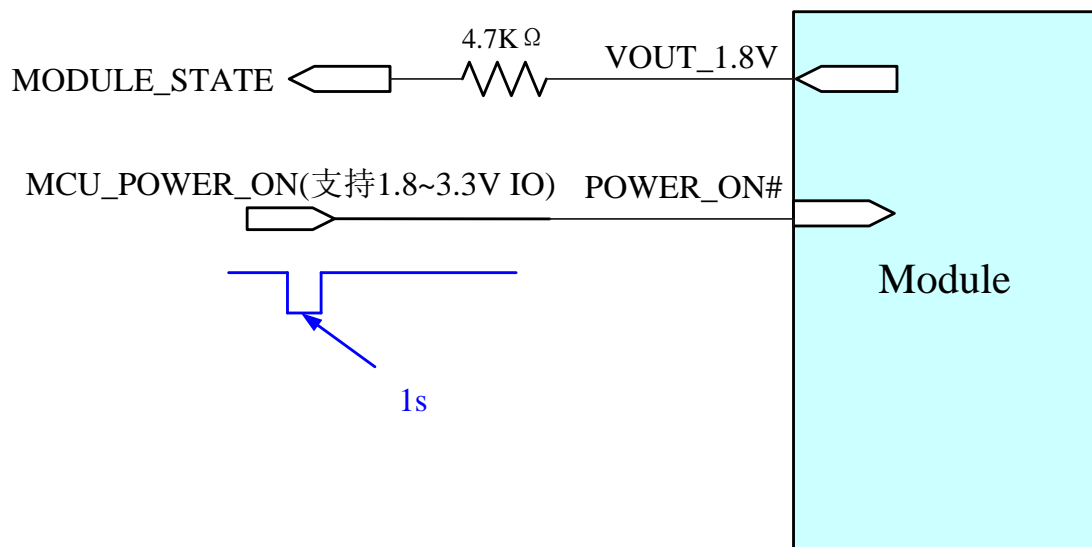 4.7KΩ
MODULE_STATE
VOUT_1.8V
MCU_POWER_ON(支持1.8~3.3V IO)
POWER_ON#
Module
1s